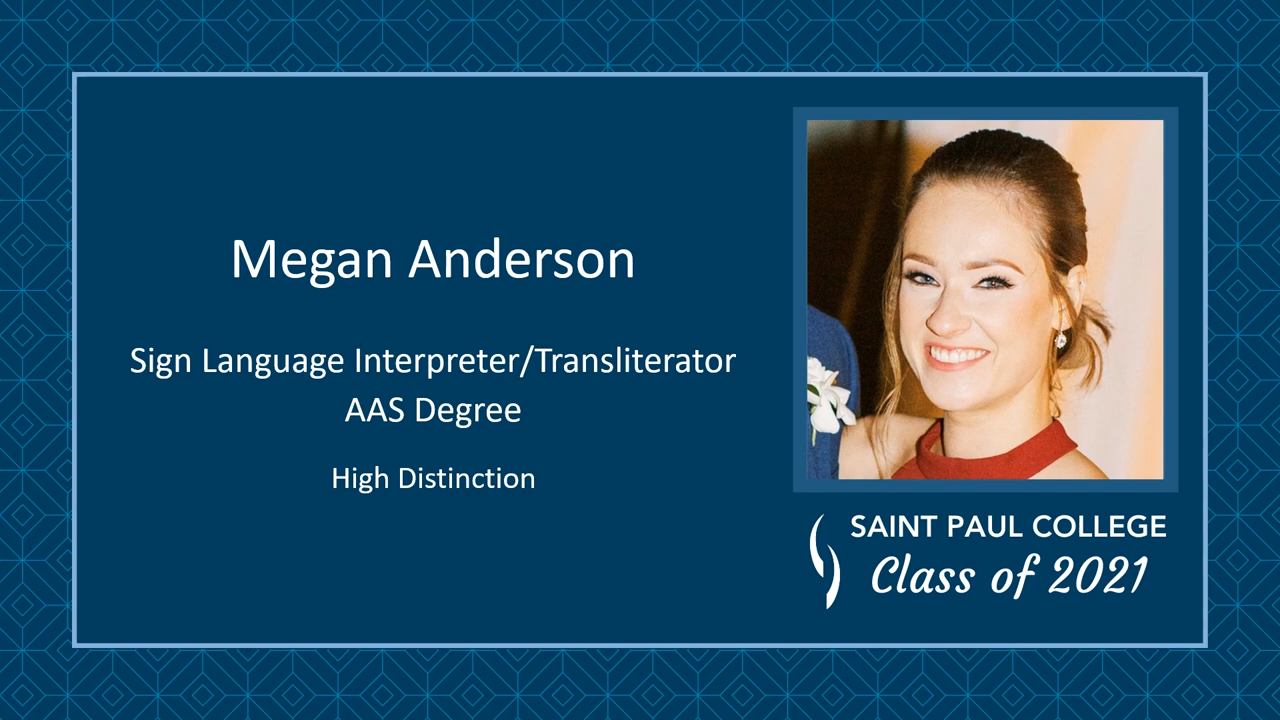 Megan Anderson
Sign Language Interpreter/Transliterator
AAS Degree
High Distinction
SAINT PAUL COLLEGE
Class of 2021